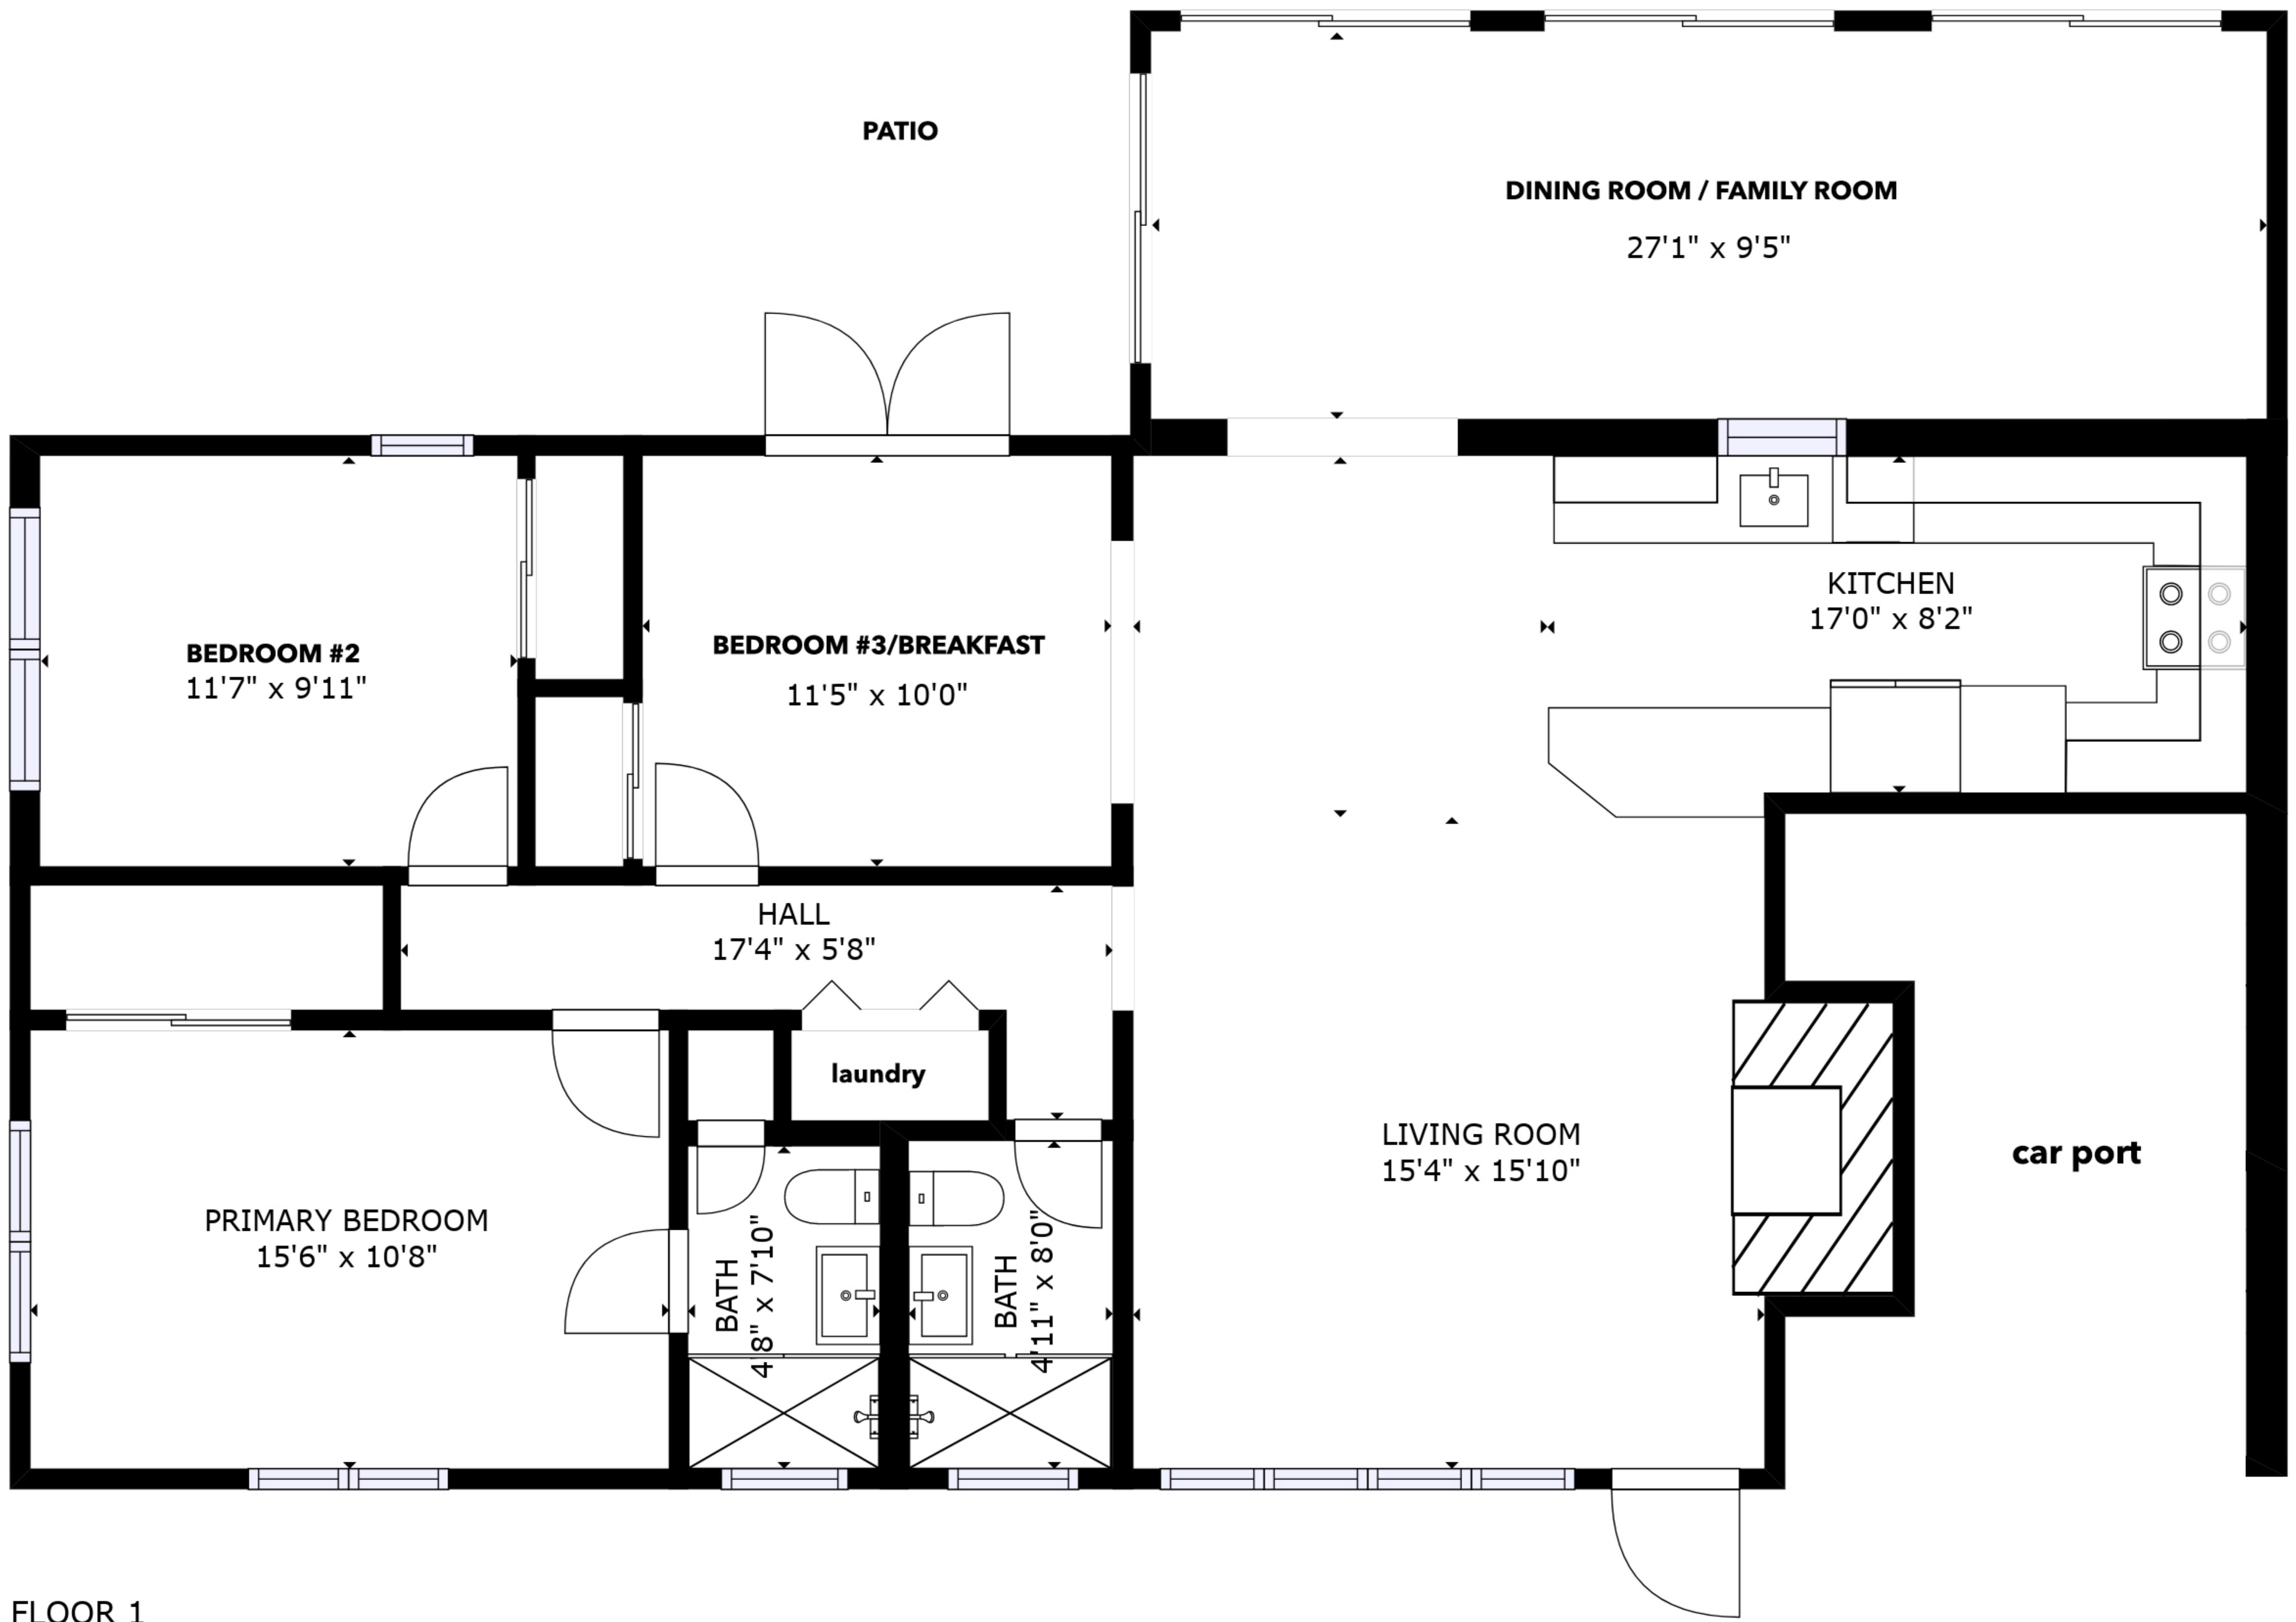 PATIO
DINING ROOM / FAMILY ROOM
27'1" x 9'5"
KITCHEN
17'0" x 8'2"
BEDROOM #2
11'7" x 9'11"
BEDROOM #3/BREAKFAST
11'5" x 10'0"
HALL
17'4" x 5'8"
laundry
LIVING ROOM
15'4" x 15'10"
car port
PRIMARY BEDROOM
15'6" x 10'8"
BATH
4'8" x 7'10"
BATH
4'11" x 8'0"
FLOOR 1